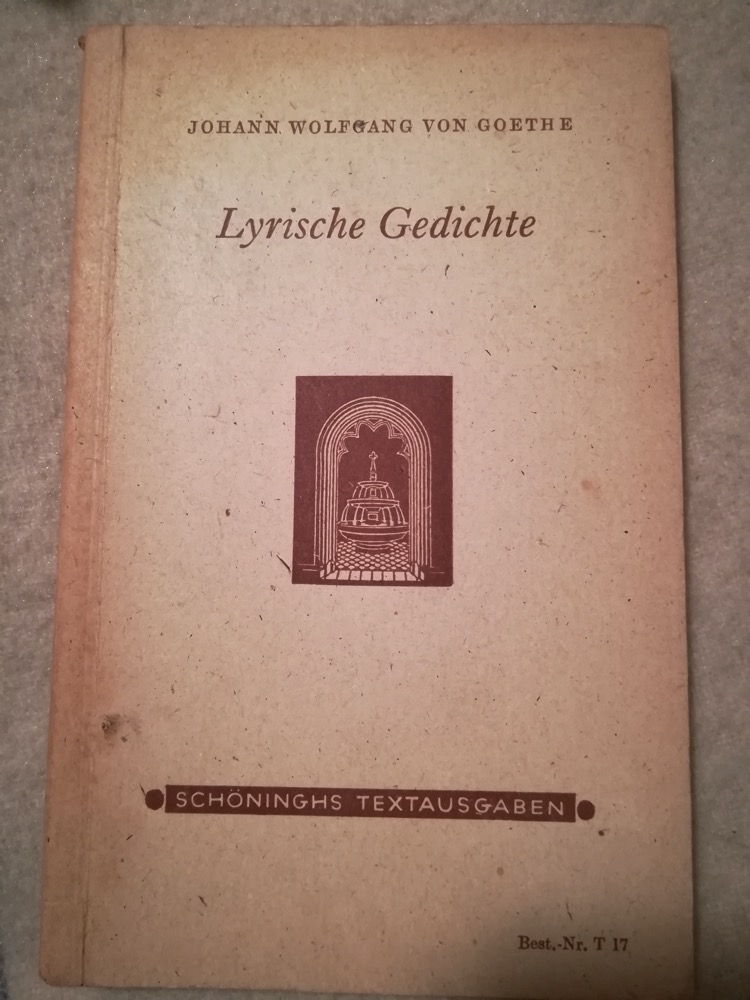 JOHANN WOLFGANG VON GOETHE
Lyrische Gedichte
SCHÖNINGHS TEXTAUSGABEN
Best.-Nr. T 17